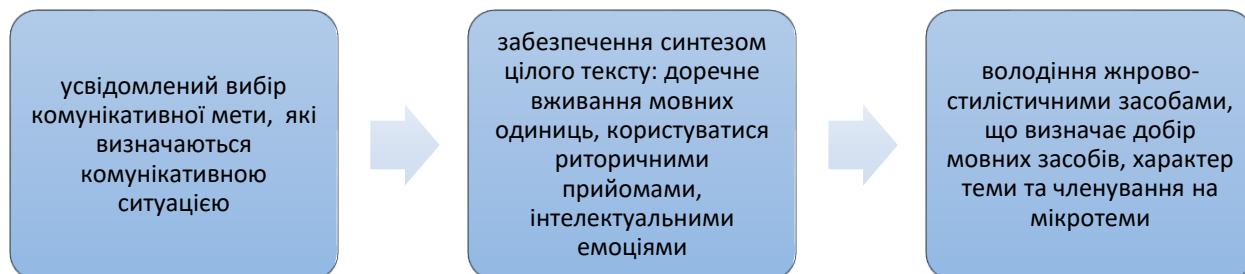 усвідомлений вибір
комунікативної мети, які
визначаються
комунікативною
ситуацією
забезпечення синтезом
цілого тексту: доречне
вживання мовних
одиниць, користуватися
риторичними
прийомами,
інтелектуальними
емоціями
володіння жнрово-
стилістичними засобами,
що визначає добір
мовних засобів, характер
теми та членування на
мікротеми